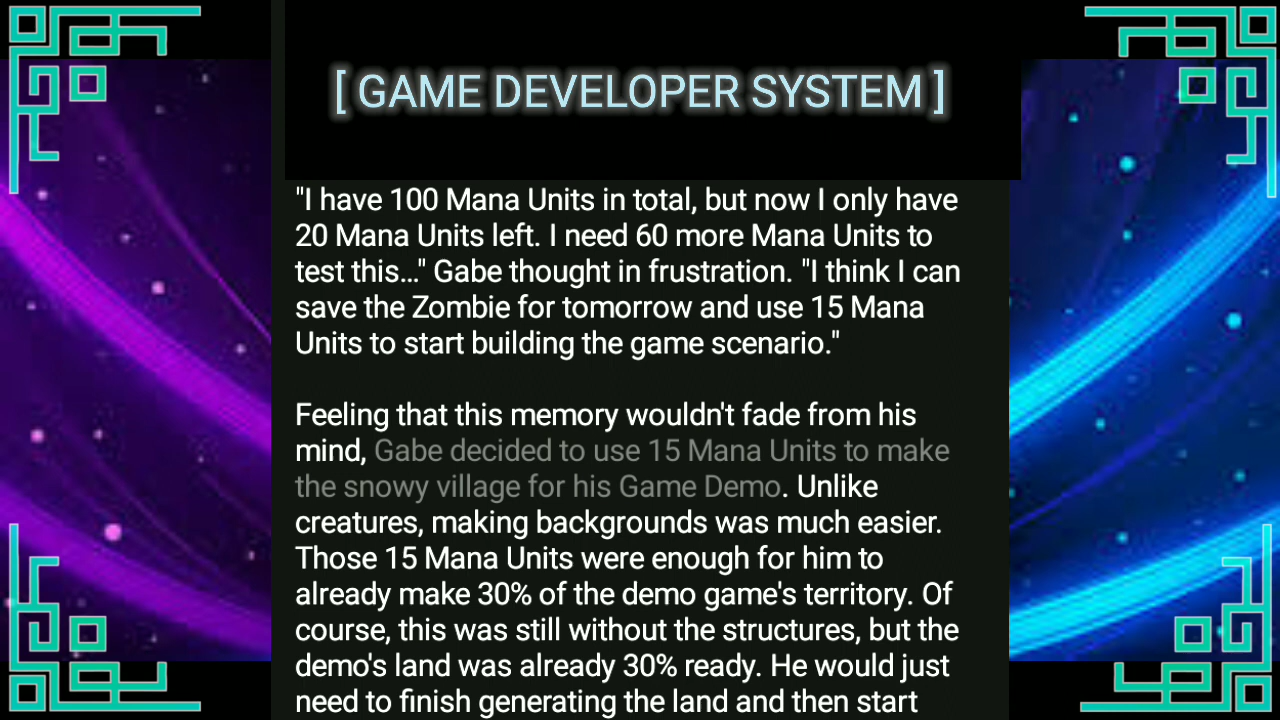 [ GAME DEVELOPER SYSTEM ]
"I have 100 Mana Units in total, but now I only have
20 Mana Units left. I need 60 more Mana Units to
test this..." Gabe thought in frustration. "I think I can
save the Zombie for tomorrow and use 15 Mana
Units to start building the game scenario."
Feeling that this memory wouldn't fade from his
mind, Gabe decided to use 15 Mana Units to make
the snowy village for his Game Demo. Unlike
creatures, making backgrounds was much easier.
Those 15 Mana Units were enough for him to
already make 30% of the demo game's territory. Of
course, this was still without the structures, but the
demo's land was already 30% ready. He would just
need to finish generating the land and then start